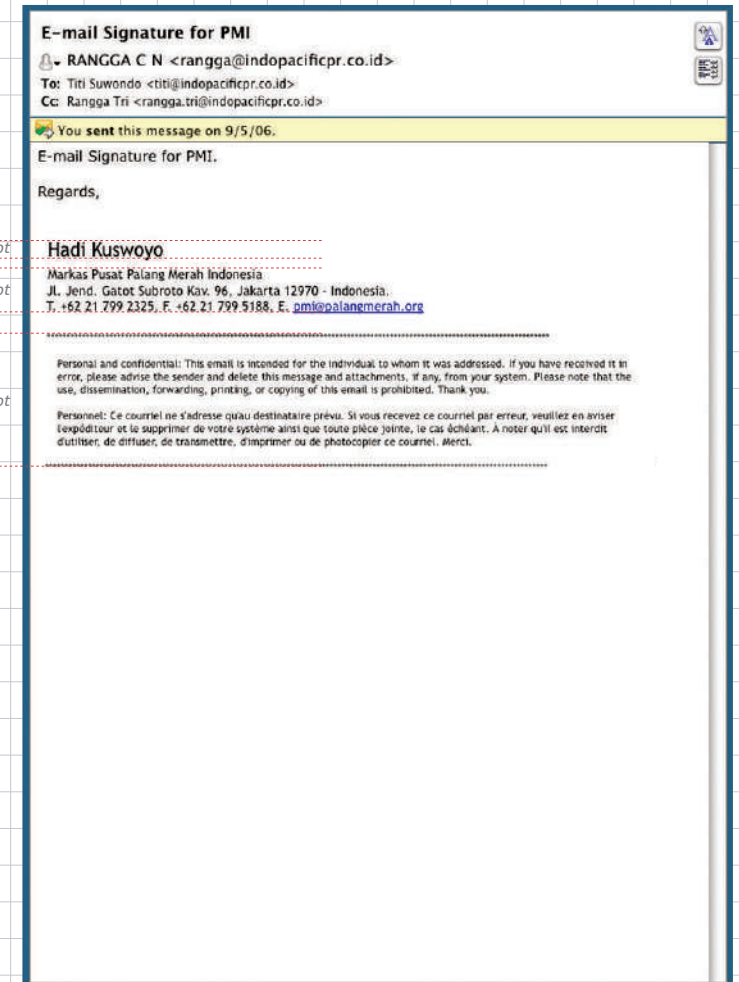 E-mail Signature for PMI
RANGGA C N <rangga@indopacificpr.co.id>
To: Titi Suwondo <titi@indopacificpr.co.id>
Cc: Rangga Tri <rangga.tri@indopacificpr.co.id>
You sent this message on 9/5/06.
E-mail Signature for PMI.
Regards,
pt
Hadi Kuswoyo
Markas Pusat Palang Merah Indonesia
pt
Jl. Jend. Gatot Subroto Kav. 96, Jakarta 12970 - Indonesia.
T. +62 21 799 2325, F. +62 21 799 5188, E. pmi@palangmerah.org
Personal and confidential: This email is intended for the individual to whom it was addressed. If you have received it in
error, please advise the sender and delete this message and attachments, if any, from your system. Please note that the
use, dissemination, forwarding, printing, or copying of this email is prohibited. Thank you.
pt
Personnel: Ce courriel ne s'adresse qu'au destinataire prévu. Si vous recevez ce courriel par erreur, veuillez en aviser
l'expéditeur et le supprimer de votre système ainsi que toute pièce jointe, le cas échéant. À noter qu'il est interdit
d'utiliser, de diffuser, de transmettre, d'imprimer ou de photocopier ce courriel. Merci.